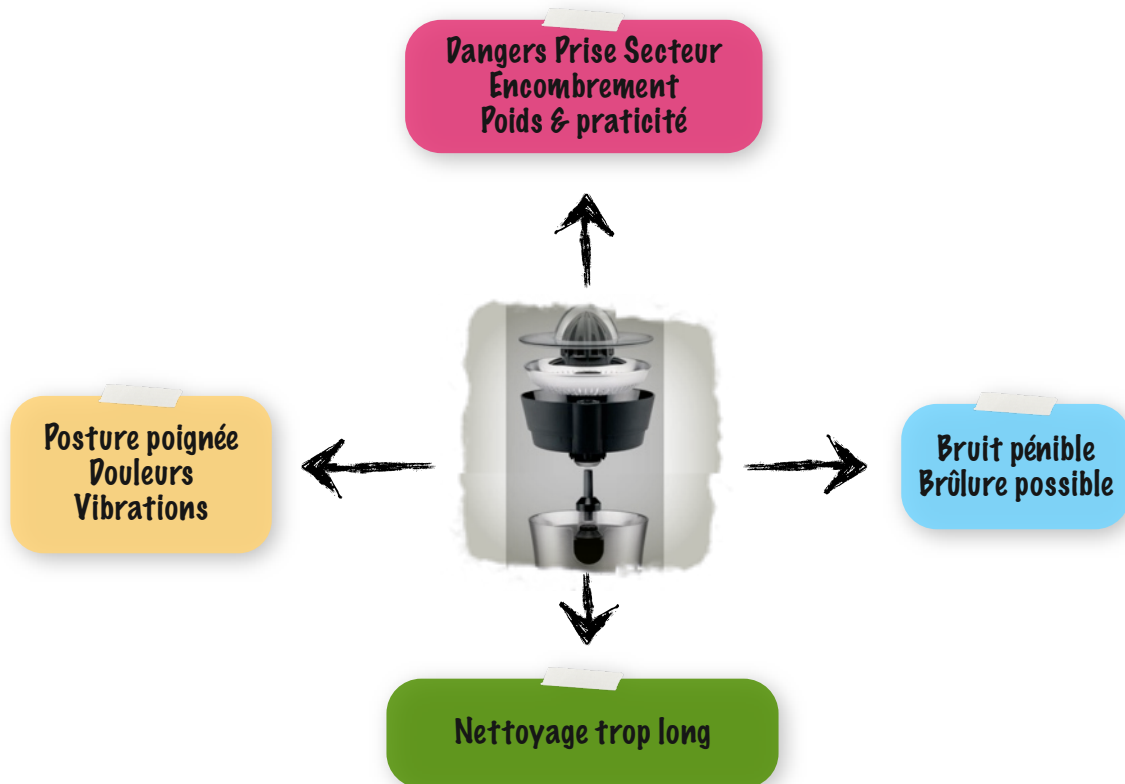 Dangers Prise Secteur
Encombrement
Poids & praticité
Posture poignée
Douleurs
Vibrations
Bruit pénible
Brûlure possible
Nettoyage trop long